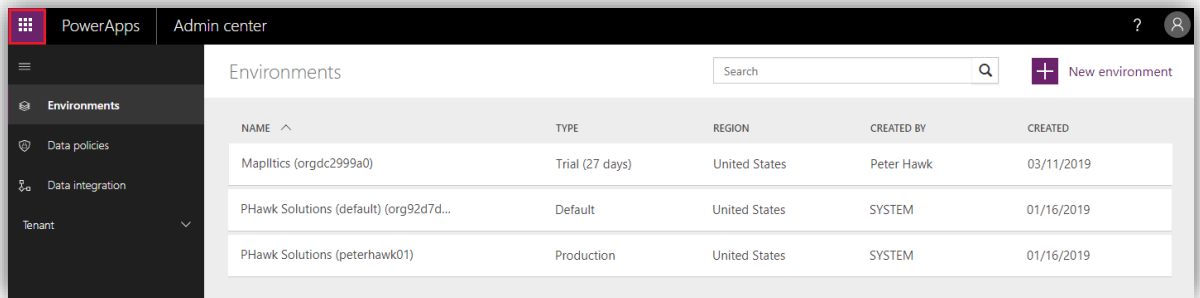 PowerApps Admin center ?
Environments Search New environment
Environments
Data policies
Data integration
Tenant
NAME TYPE REGION CREATED BY CREATED
Maplltics (orgdc2999a0) Trial (27 days) United States Peter Hawk 03/11/2019
PHawk Solutions (default) (org92d7d... Default United States SYSTEM 01/16/2019
PHawk Solutions (peterhawk01) Production United States SYSTEM 01/16/2019